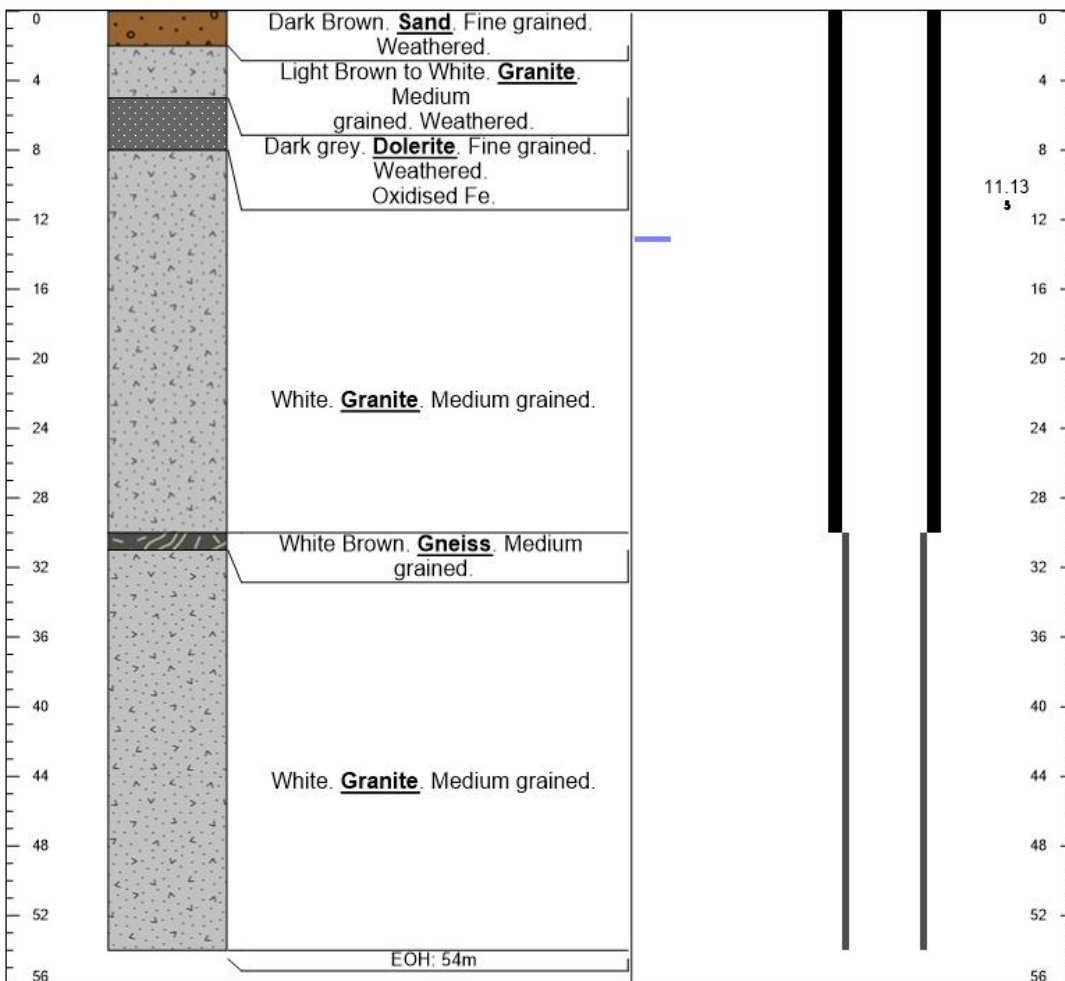 0
4
8
12
16
20
24
28
32
36
40
44
48
52
56
Dark Brown. Sand. Fine grained.
Weathered.
Light Brown to White. Granite.
Medium
grained. Weathered.
Dark grey. Dolerite. Fine grained.
Weathered.
Oxidised Fe.
White. Granite. Medium grained.
White Brown. Gneiss. Medium
grained.
White. Granite. Medium grained.
EOH: 54m
11.13
0
4
8
12
16
20
24
28
32
36
40
44
48
52
56